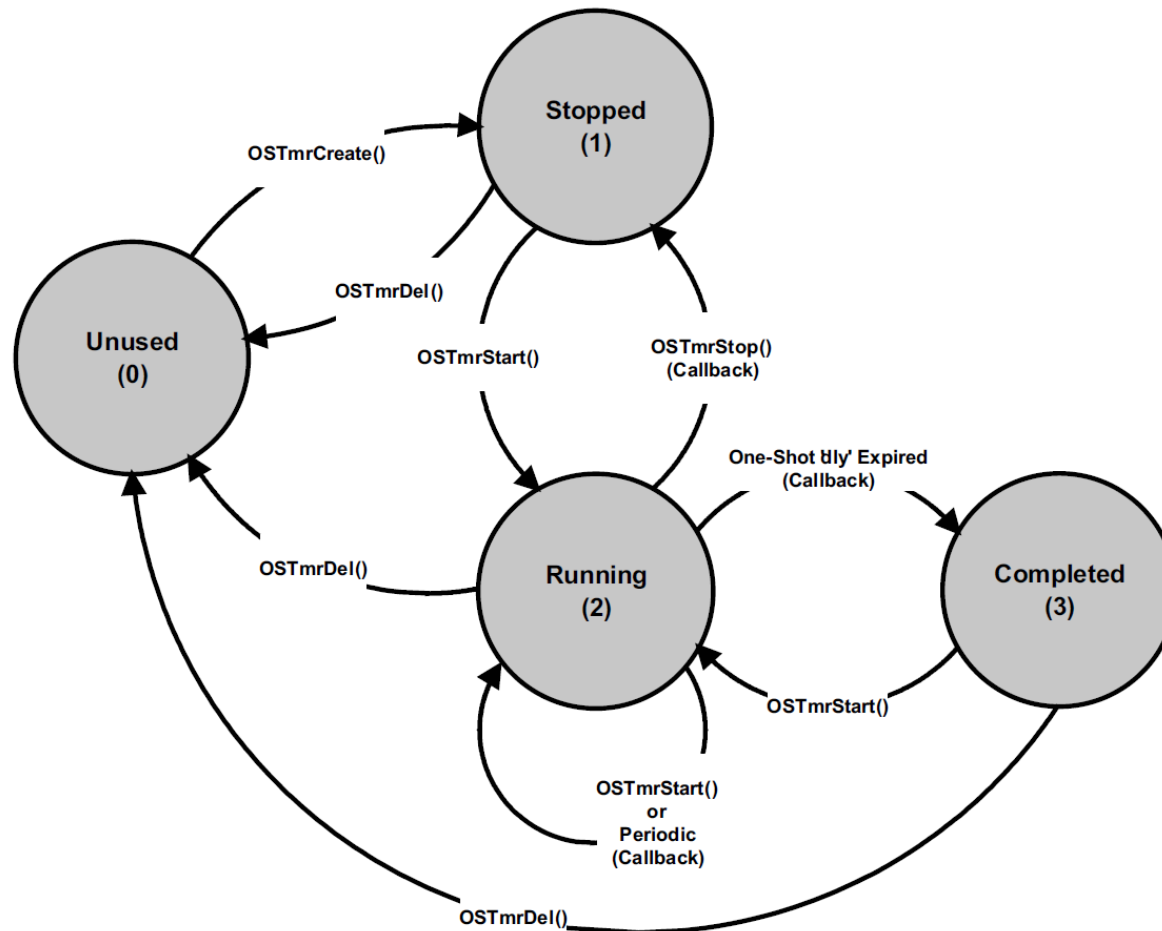 Stopped
(1)
OSTmrCreate()
OSTmrDel()
Unused
(0)
OSTmrStart()
OSTmrStop()
(Callback)
One-Shot 'dly' Expired
(Callback)
OSTmrDel()
Running
(2)
Completed
(3)
OSTmrStart()
OSTmrStart()
or
Periodic
(Callback)
OSTmrDel()